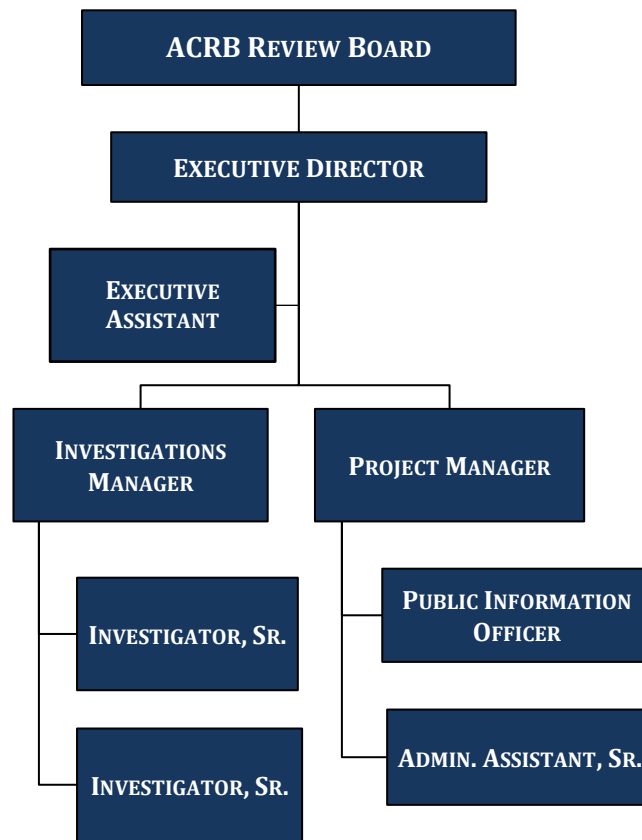 ACRB REVIEW BOARD
EXECUTIVE DIRECTOR
EXECUTIVE
ASSISTANT
INVESTIGATIONS
MANAGER
PROJECT MANAGER
INVESTIGATOR, SR.
PUBLIC INFORMATION
OFFICER
INVESTIGATOR, SR.
ADMIN. ASSISTANT, SR.